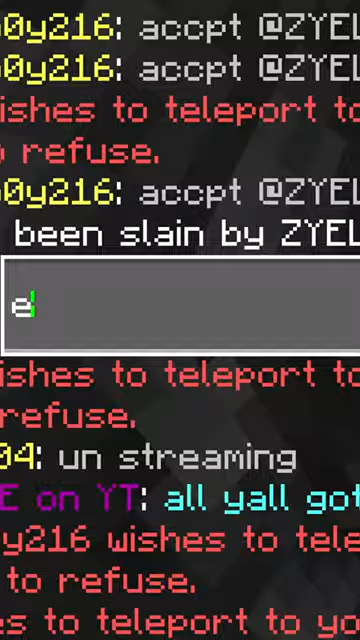 0y216: accpt @ZYEL
0y216: accpt @ZYEL
ishes to teleport to
o refuse.
0y216: accpt @ZYEL
been slain by ZYEL
e
ishes to teleport to
refuse.
04: un streaming
E on YT: all yall got
y216 wishes to tele
to refuse.
es to teleport to yo